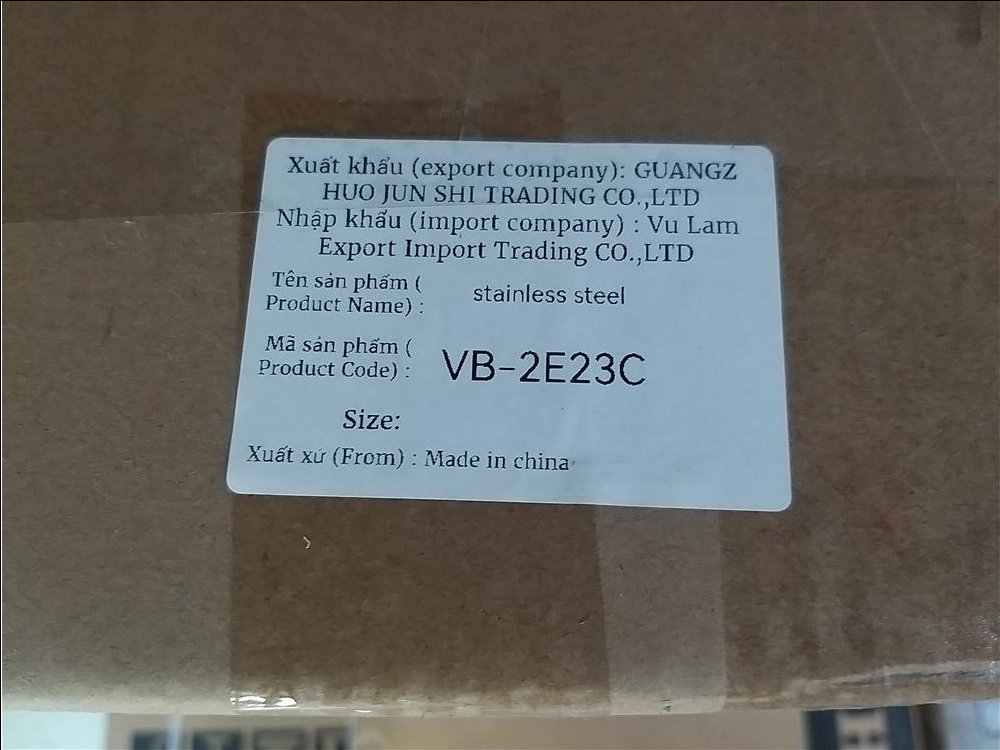 Xuất khẩu (export company): GUANGZ
HUO JUN SHI TRADING CO.,LTD
Nhập khẩu (import company) : Vu Lam
Export Import Trading CO.,LTD
Tên sản phẩm (
Product Name) :
stainless steel
Mã sản phẩm (
Product Code) :
VB-2E23C
Size:
Xuất xứ (From) : Made in china